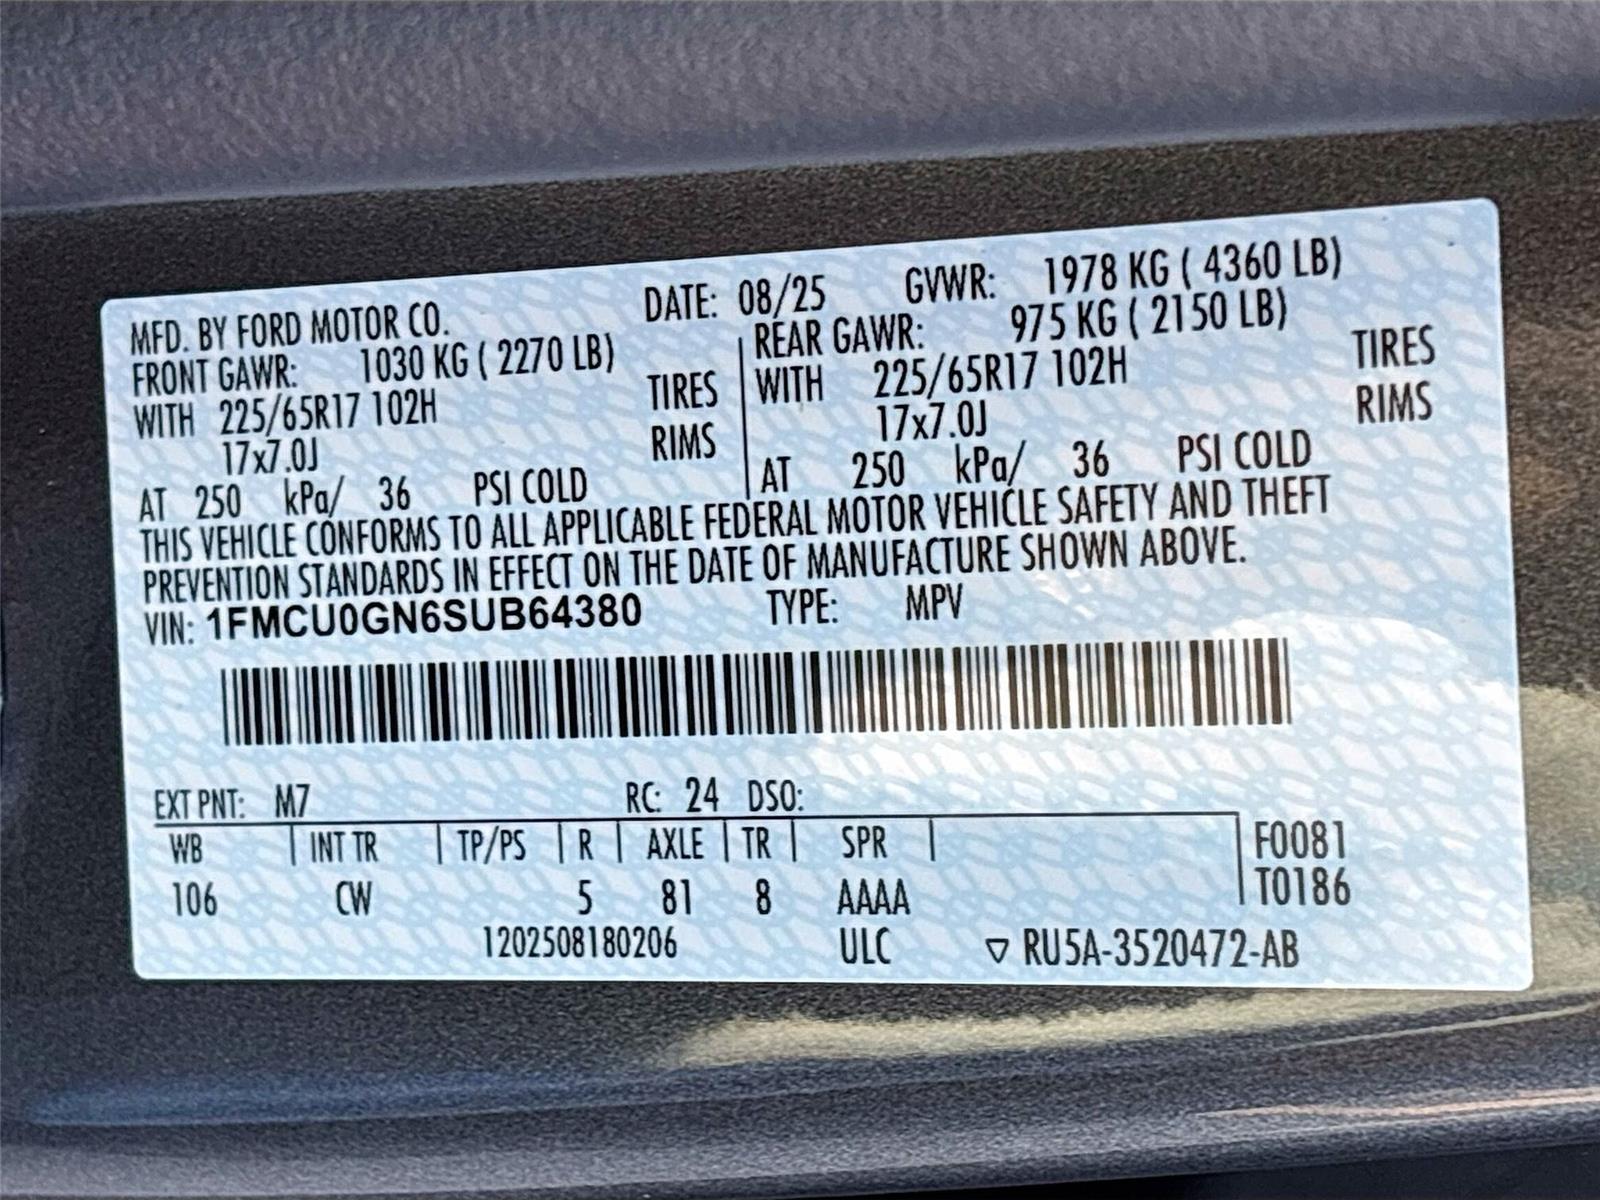 MFD. BY FORD MOTOR CO. DATE: 08/25 GVWR: 1978 KG ( 4360 LB)
FRONT GAWR: 1030 KG ( 2270 LB) REAR GAWR: 975 KG ( 2150 LB)
WITH 225/65R17 102H TIRES WITH 225/65R17 102H TIRES
17x7.0J RIMS 17x7.0J RIMS
AT 250 kPa/ 36 PSI COLD AT 250 kPa/ 36 PSI COLD
THIS VEHICLE CONFORMS TO ALL APPLICABLE FEDERAL MOTOR VEHICLE SAFETY AND THEFT
PREVENTION STANDARDS IN EFFECT ON THE DATE OF MANUFACTURE SHOWN ABOVE.
VIN: 1FMCU0GN6SUB64380 TYPE: MPV
EXT PNT: M7 RC: 24 DSO:
WB INT TR TP/PS R AXLE TR SPR F0081
106 CW 5 81 8 AAAA T0186
1202508180206 ULC ▽ RU5A-3520472-AB